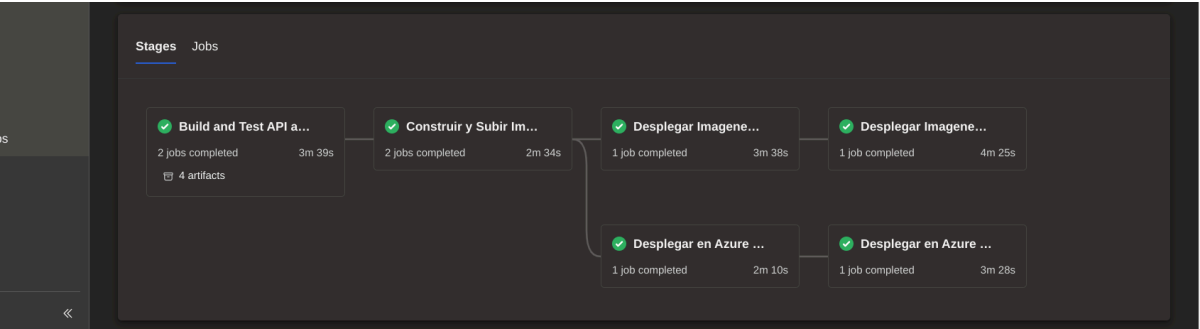 Stages Jobs
Build and Test API a...
2 jobs completed 3m 39s
4 artifacts
Construir y Subir Im...
2 jobs completed 2m 34s
Desplegar Imagene...
1 job completed 3m 38s
Desplegar Imagene...
1 job completed 4m 25s
Desplegar en Azure ...
1 job completed 2m 10s
Desplegar en Azure ...
1 job completed 3m 28s